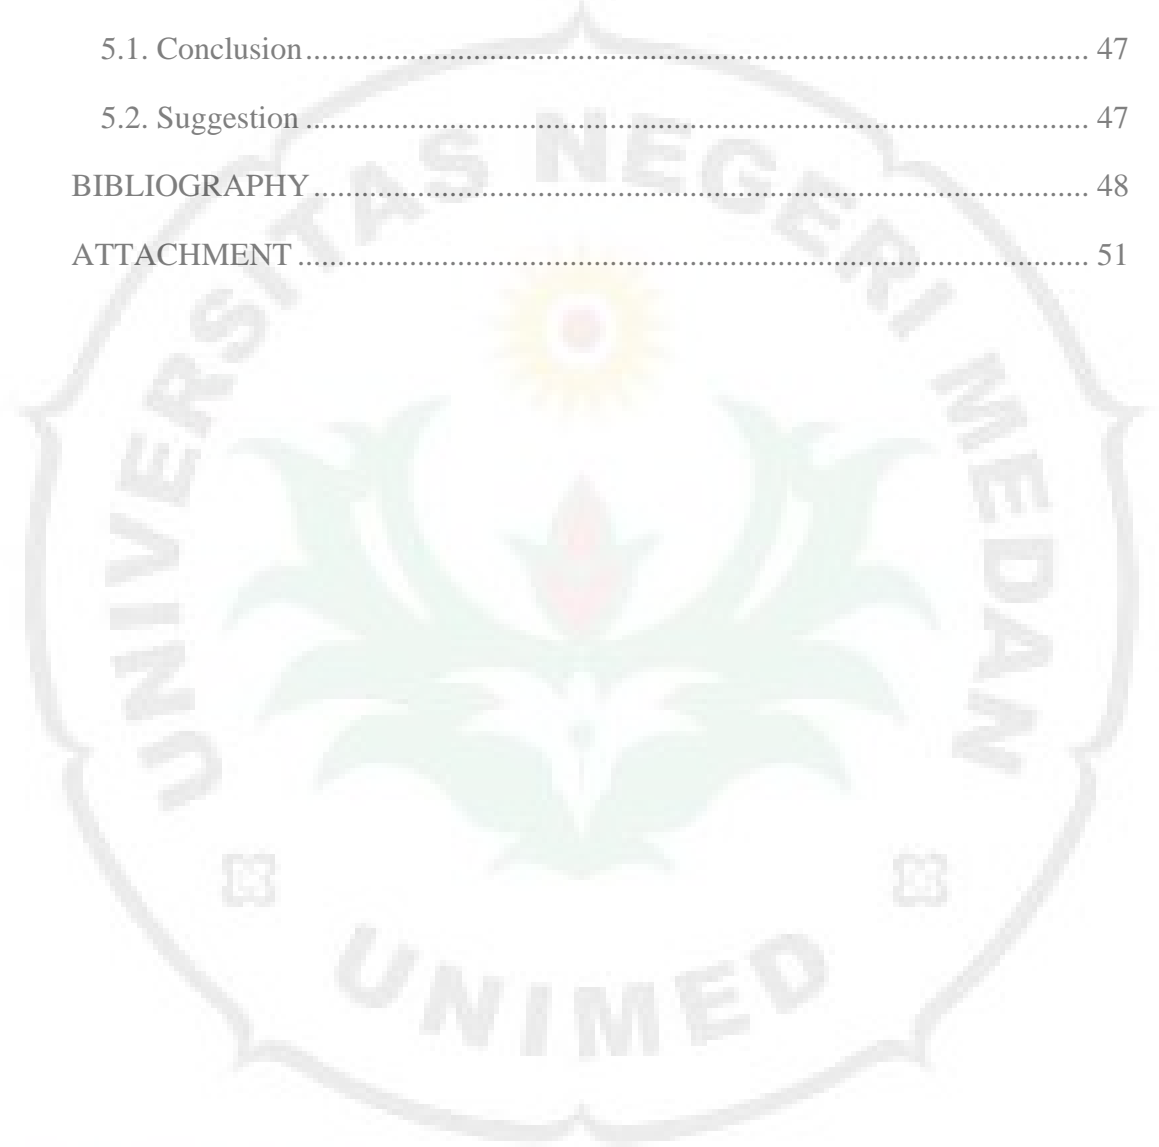 5.1. Conclusion........................................................................................ 47
5.2. Suggestion........................................................................................ 47
BIBLIOGRAPHY........................................................................................ 48
ATTACHMENT........................................................................................ 51
UNIVERSITAS NEGERI MEDAN
UNIMED